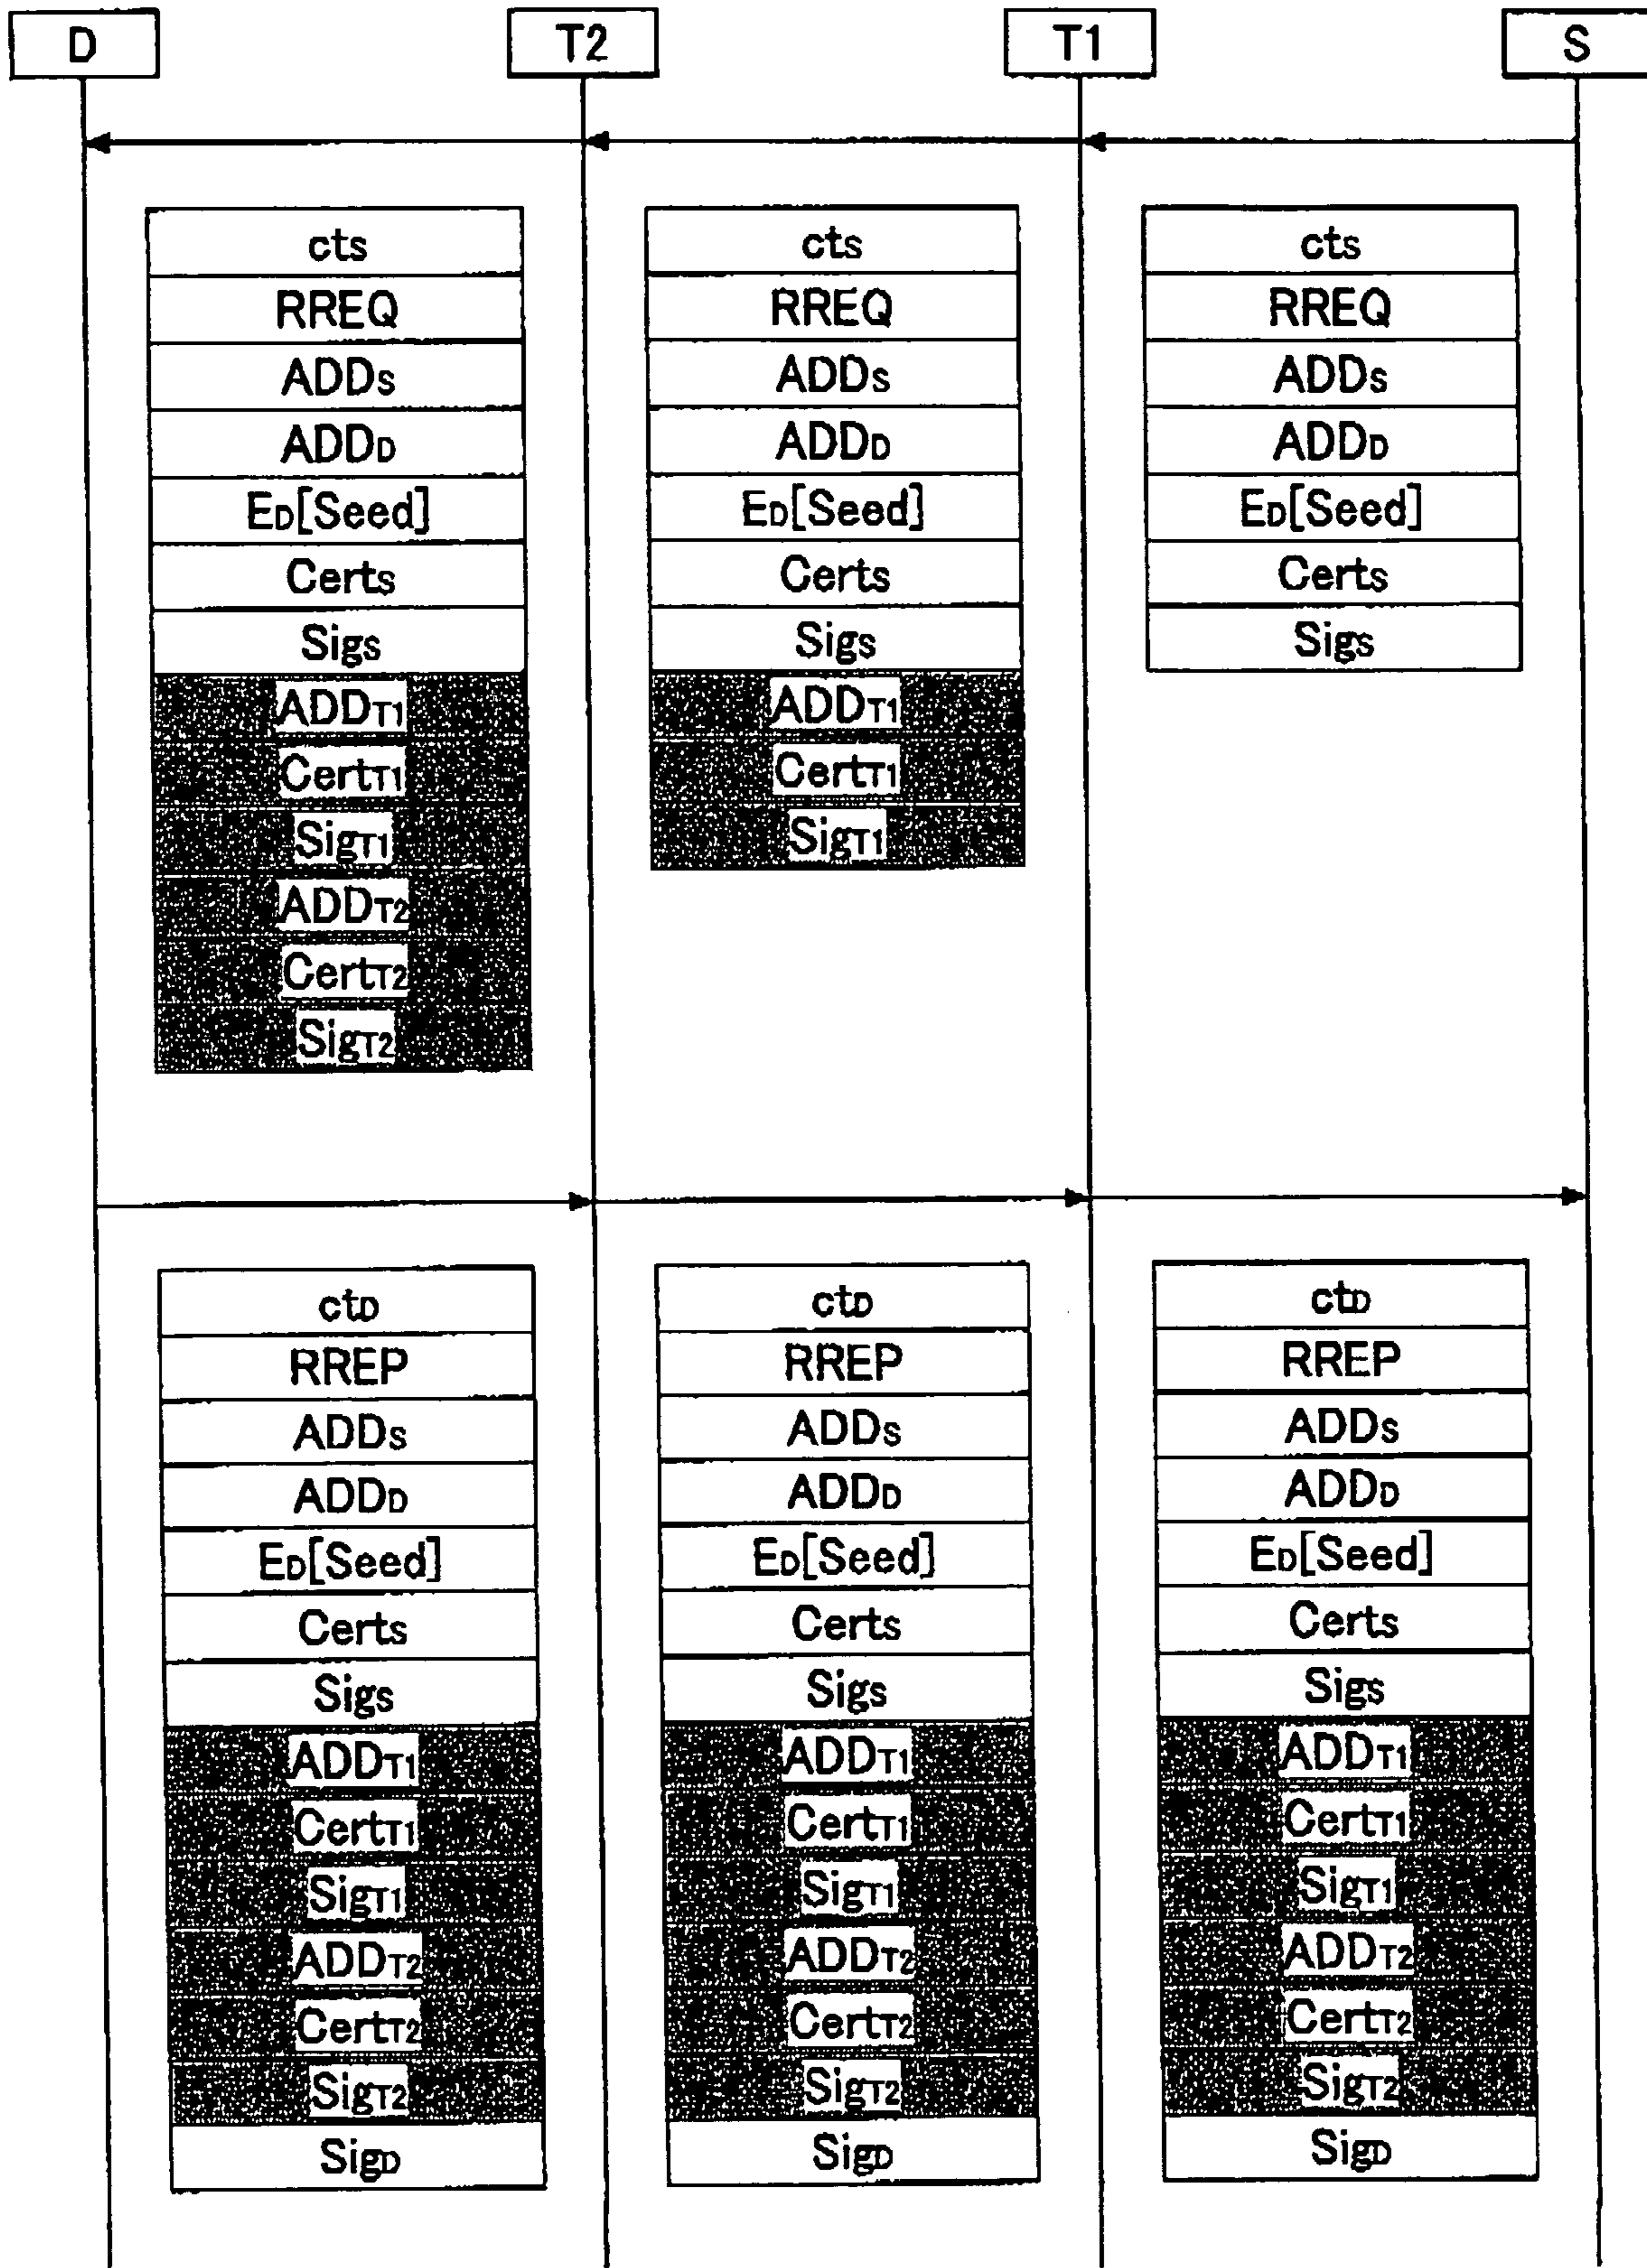 D
T2
T1
S
cts
RREQ
ADDs
ADDD
ED[Seed]
Certs
Sigs
ADDT1
CertT1
SigT1
ADDT2
CertT2
SigT2
cts
RREQ
ADDs
ADDD
ED[Seed]
Certs
Sigs
ADDT1
CertT1
SigT1
cts
RREQ
ADDs
ADDD
ED[Seed]
Certs
Sigs
ctD
RREP
ADDs
ADDD
ED[Seed]
Certs
Sigs
ADDT1
CertT1
SigT1
ADDT2
CertT2
SigT2
SigD
ctD
RREP
ADDs
ADDD
ED[Seed]
Certs
Sigs
ADDT1
CertT1
SigT1
ADDT2
CertT2
SigT2
SigD
ctD
RREP
ADDs
ADDD
ED[Seed]
Certs
Sigs
ADDT1
CertT1
SigT1
ADDT2
CertT2
SigT2
SigD